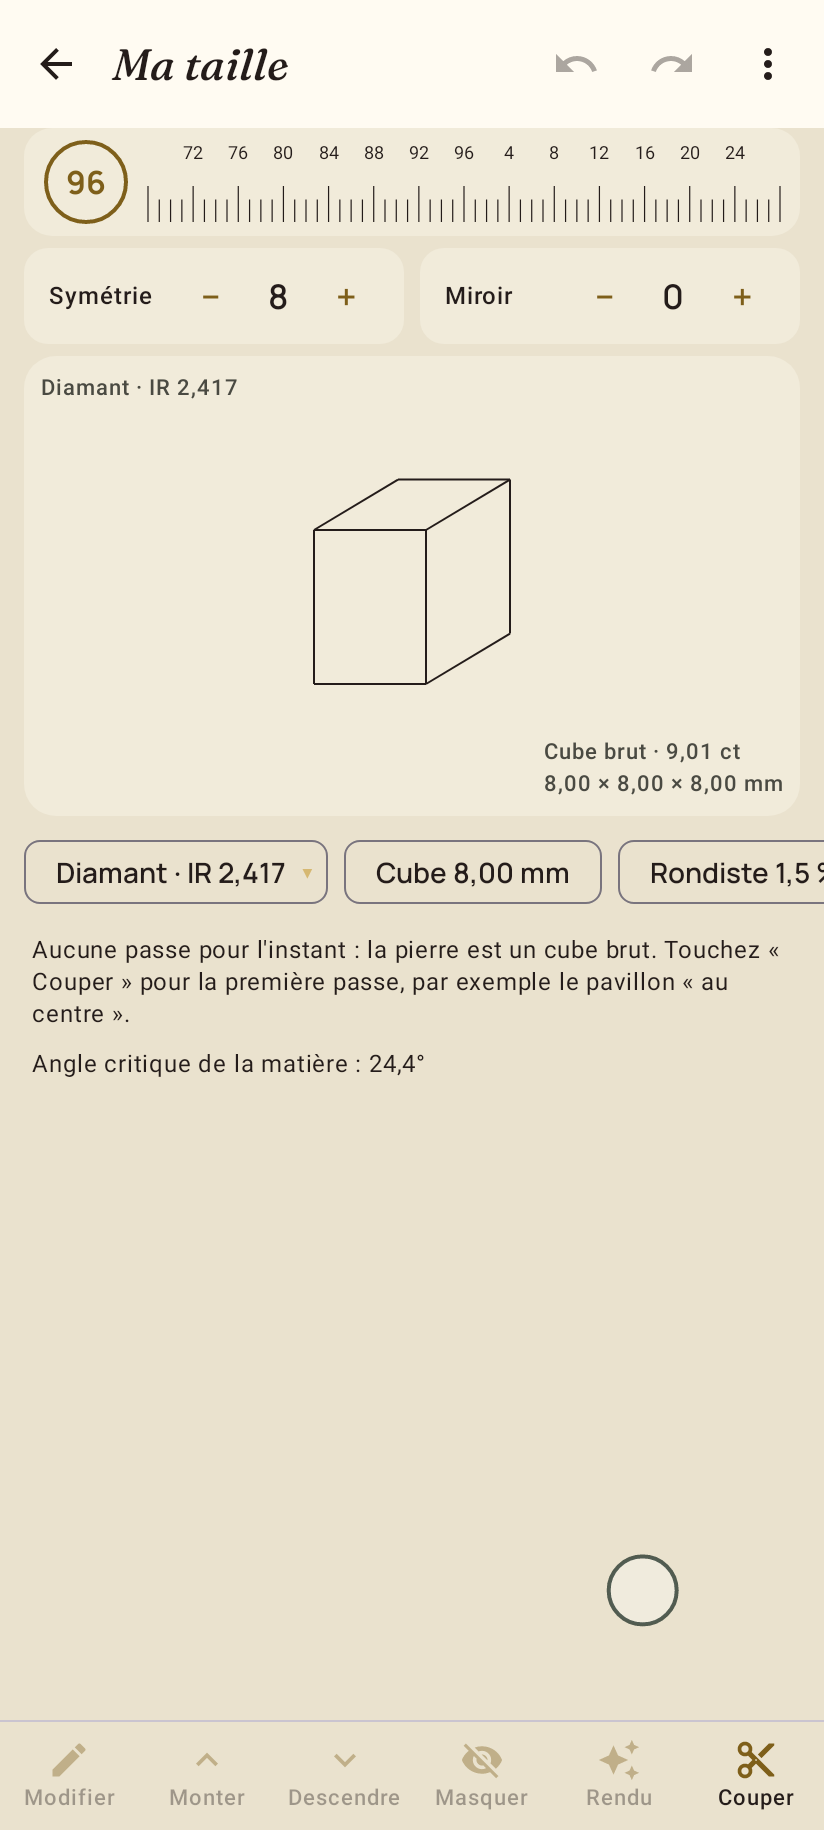 Ma taille
96
72 76 80 84 88 92 96 4 8 12 16 20 24
Symétrie − 8 +
Miroir − 0 +
Diamant · IR 2,417
Cube brut · 9,01 ct
8,00 × 8,00 × 8,00 mm
Diamant · IR 2,417 ▾
Cube 8,00 mm
Rondiste 1,5
Aucune passe pour l'instant : la pierre est un cube brut. Touchez «
Couper » pour la première passe, par exemple le pavillon « au
centre ».
Angle critique de la matière : 24,4°
Modifier
Monter
Descendre
Masquer
Rendu
Couper